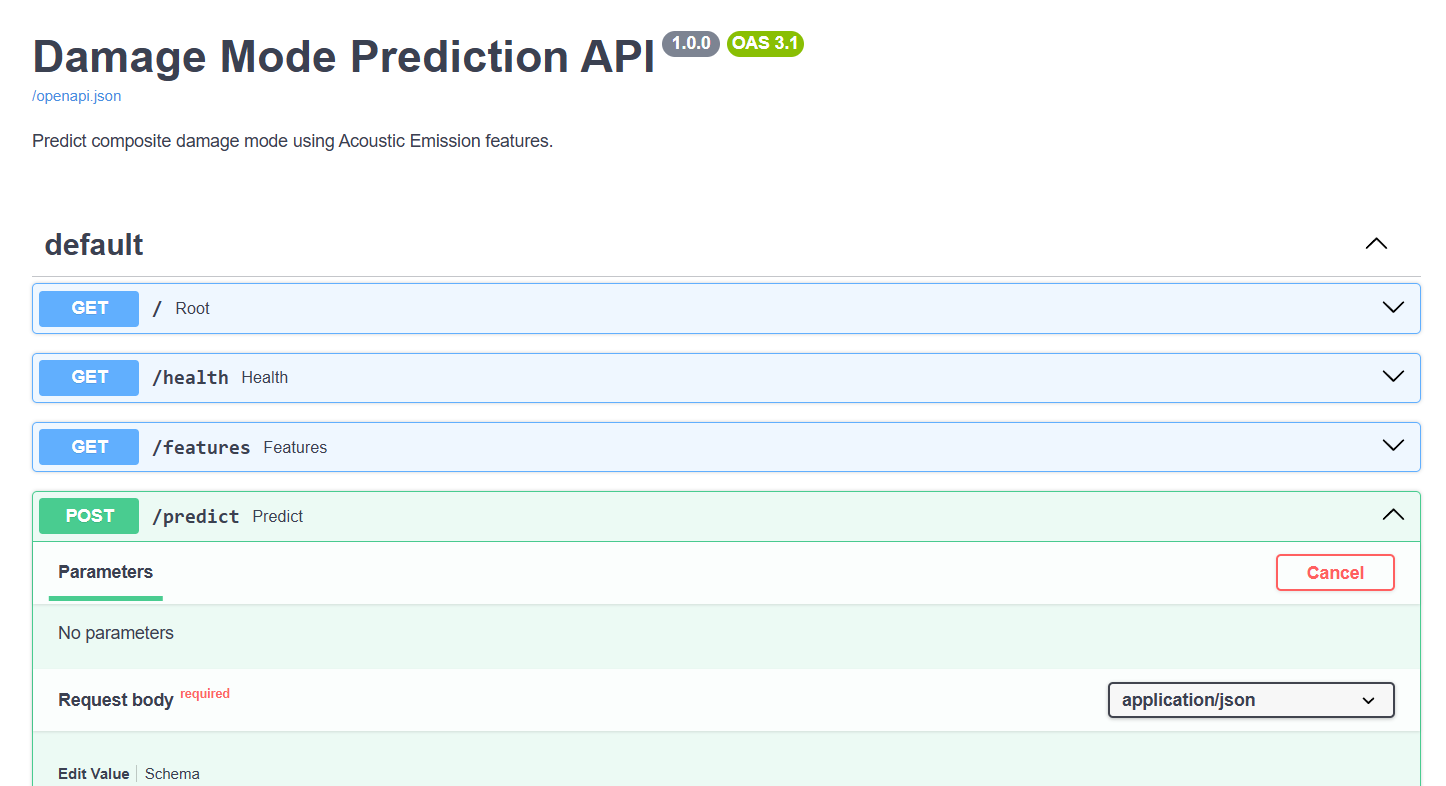 Damage Mode Prediction API 1.0.0 OAS 3.1
/openapi.json
Predict composite damage mode using Acoustic Emission features.
default
GET / Root
GET /health Health
GET /features Features
POST /predict Predict
Parameters Cancel
No parameters
Request body required application/json
Edit Value Schema